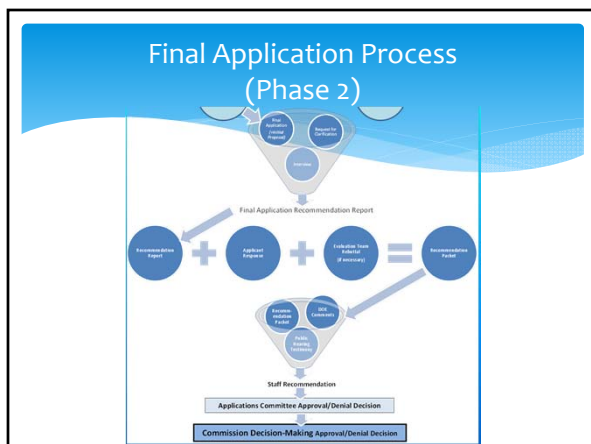 Final Application Process
(Phase 2)
Final
Application
Request for
Clarification
Interview
Final Application Recommendation Report
Recommendation
Report
Applicant
Response
Evaluation Team
Rebuttal
(if necessary)
Recommendation
Packet
Recommen-
dation
Packet
DOE
Comments
Public
Hearing
Testimony
Staff Recommendation
Applications Committee Approval/Denial Decision
Commission Decision-Making Approval/Denial Decision